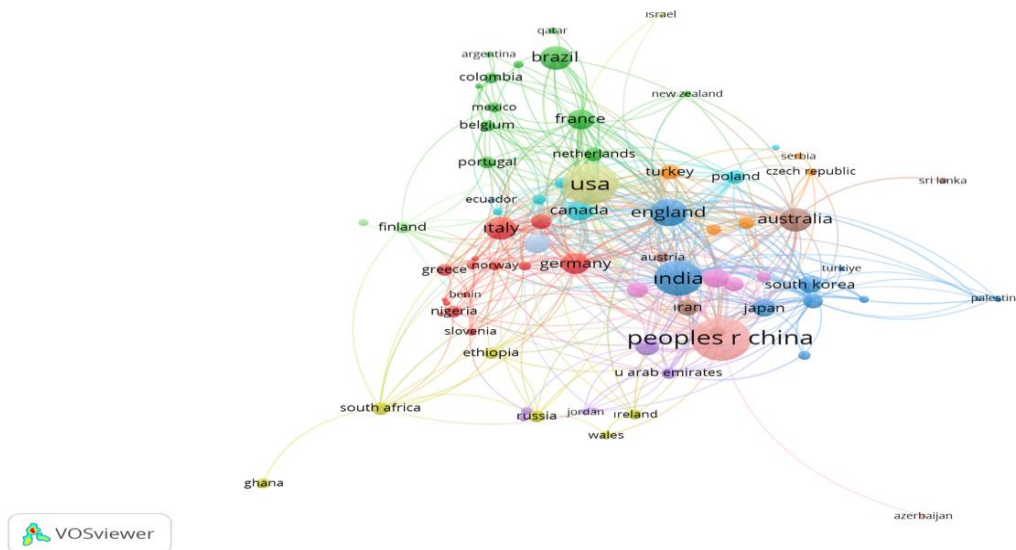 israel
qatar
brazil
argentina
colombia
new zealand
mexico
france
belgium
netherlands
serbia
portugal
turkey
czech republic
poland
usa
sri lanka
ecuador
canada
england
australia
finland
italy
austria
germany
greece
norway
turkiye
india
south korea
benin
palestin
iran
japan
nigeria
slovenia
peoples r china
ethiopia
u arab emirates
south africa
russia
jordan
ireland
wales
ghana
azerbaijan
VOSviewer